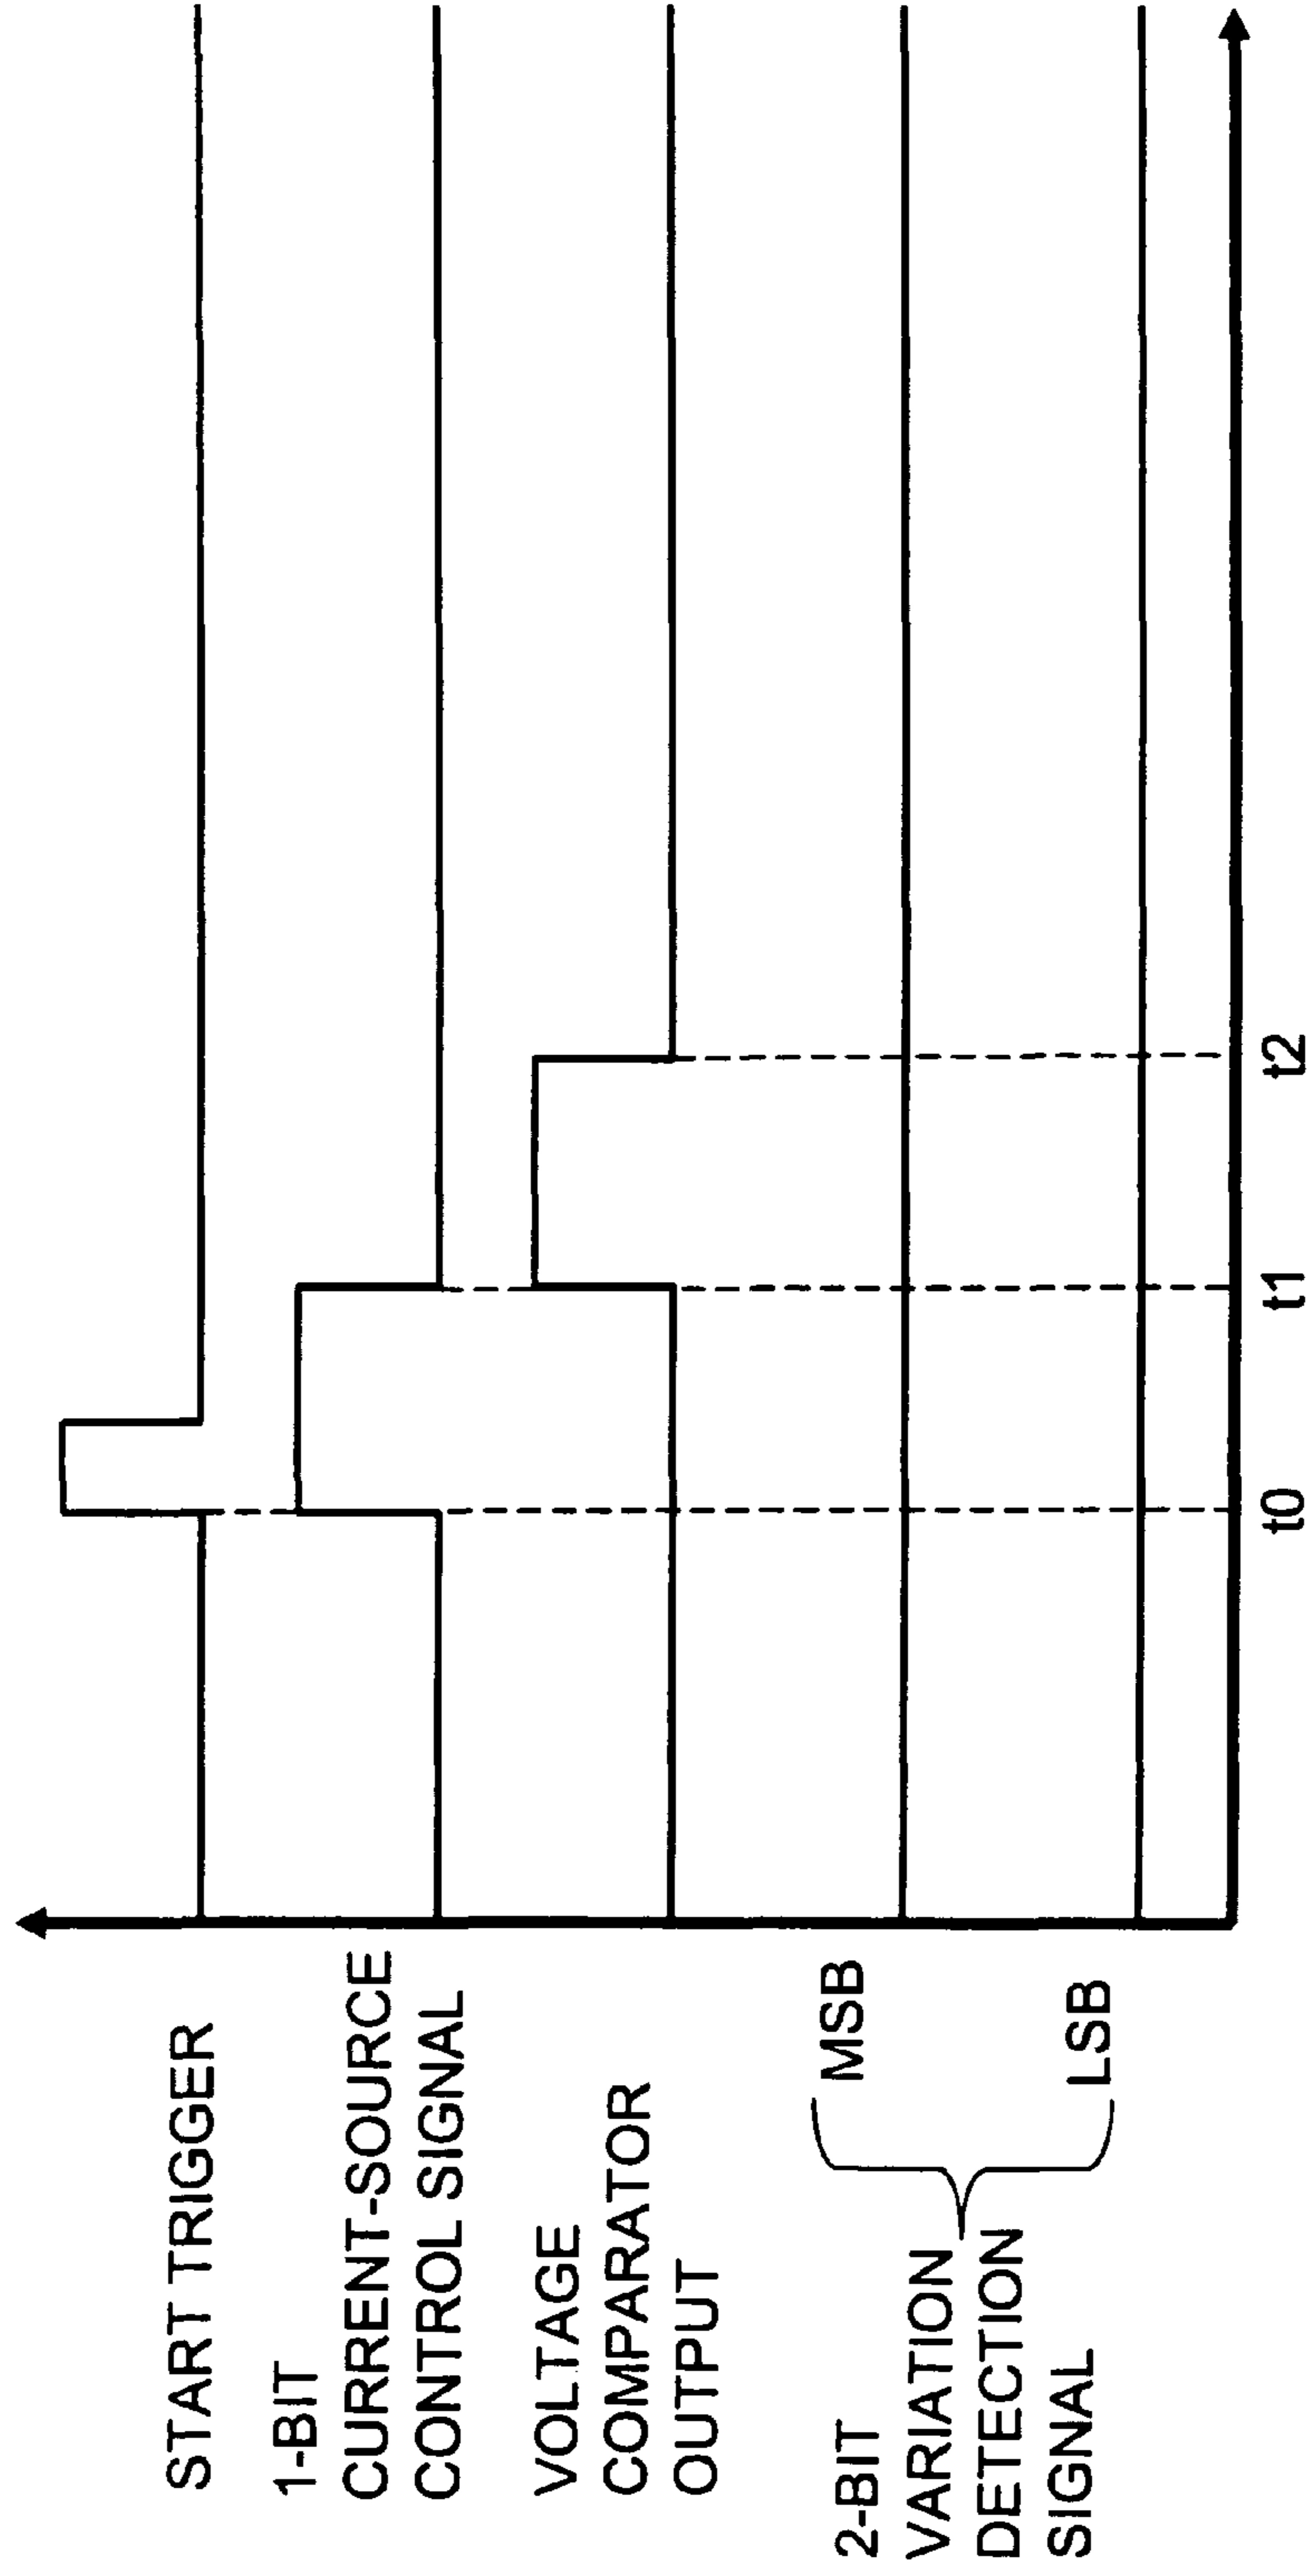 START TRIGGER
1-BIT
CURRENT-SOURCE
CONTROL SIGNAL
VOLTAGE
COMPARATOR
OUTPUT
2-BIT
VARIATION
DETECTION
SIGNAL
MSB
LSB
t0
t1
t2